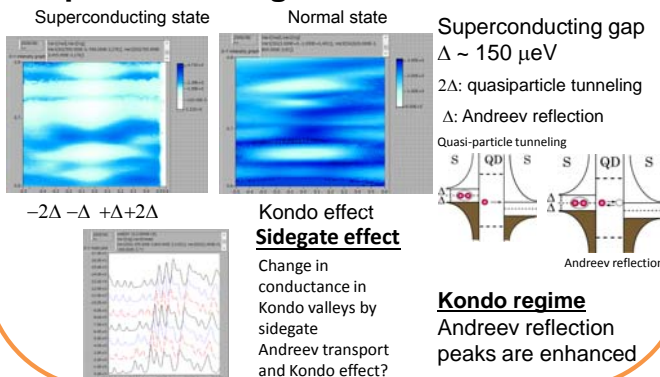 Superconducting state
Normal state
−2Δ −Δ +Δ+2Δ
Kondo effect
Sidegate effect
Change in
conductance in
Kondo valleys by
sidegate
Andreev transport
and Kondo effect?
Superconducting gap
Δ ~ 150 μeV
2Δ: quasiparticle tunneling
Δ: Andreev reflection
Quasi-particle tunneling
S QD S
S QD S
Δ
Δ
Δ
Δ
Andreev reflection
Kondo regime
Andreev reflection
peaks are enhanced